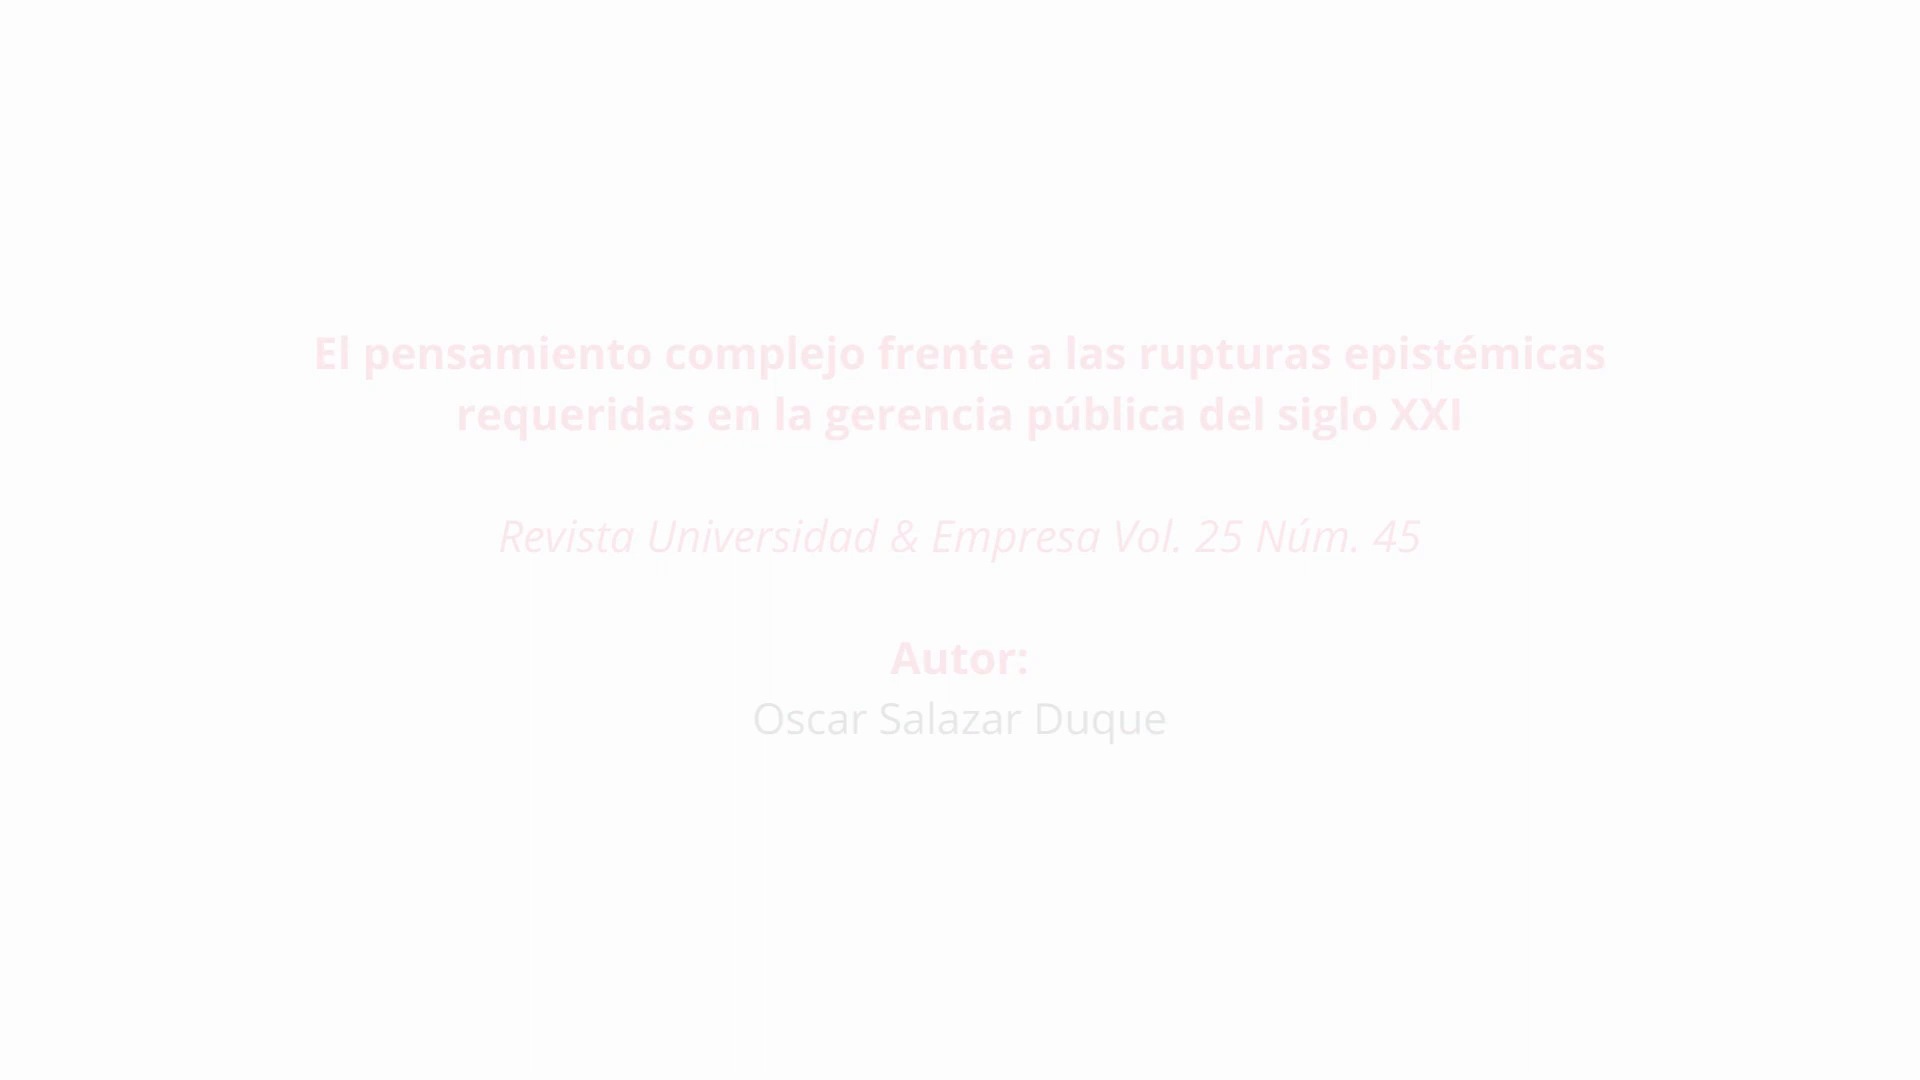 El pensamiento complejo frente a las rupturas epistémicas
requeridas en la gerencia pública del siglo XXI
Revista Universidad & Empresa Vol. 25 Núm. 45
Autor:
Oscar Salazar Duque